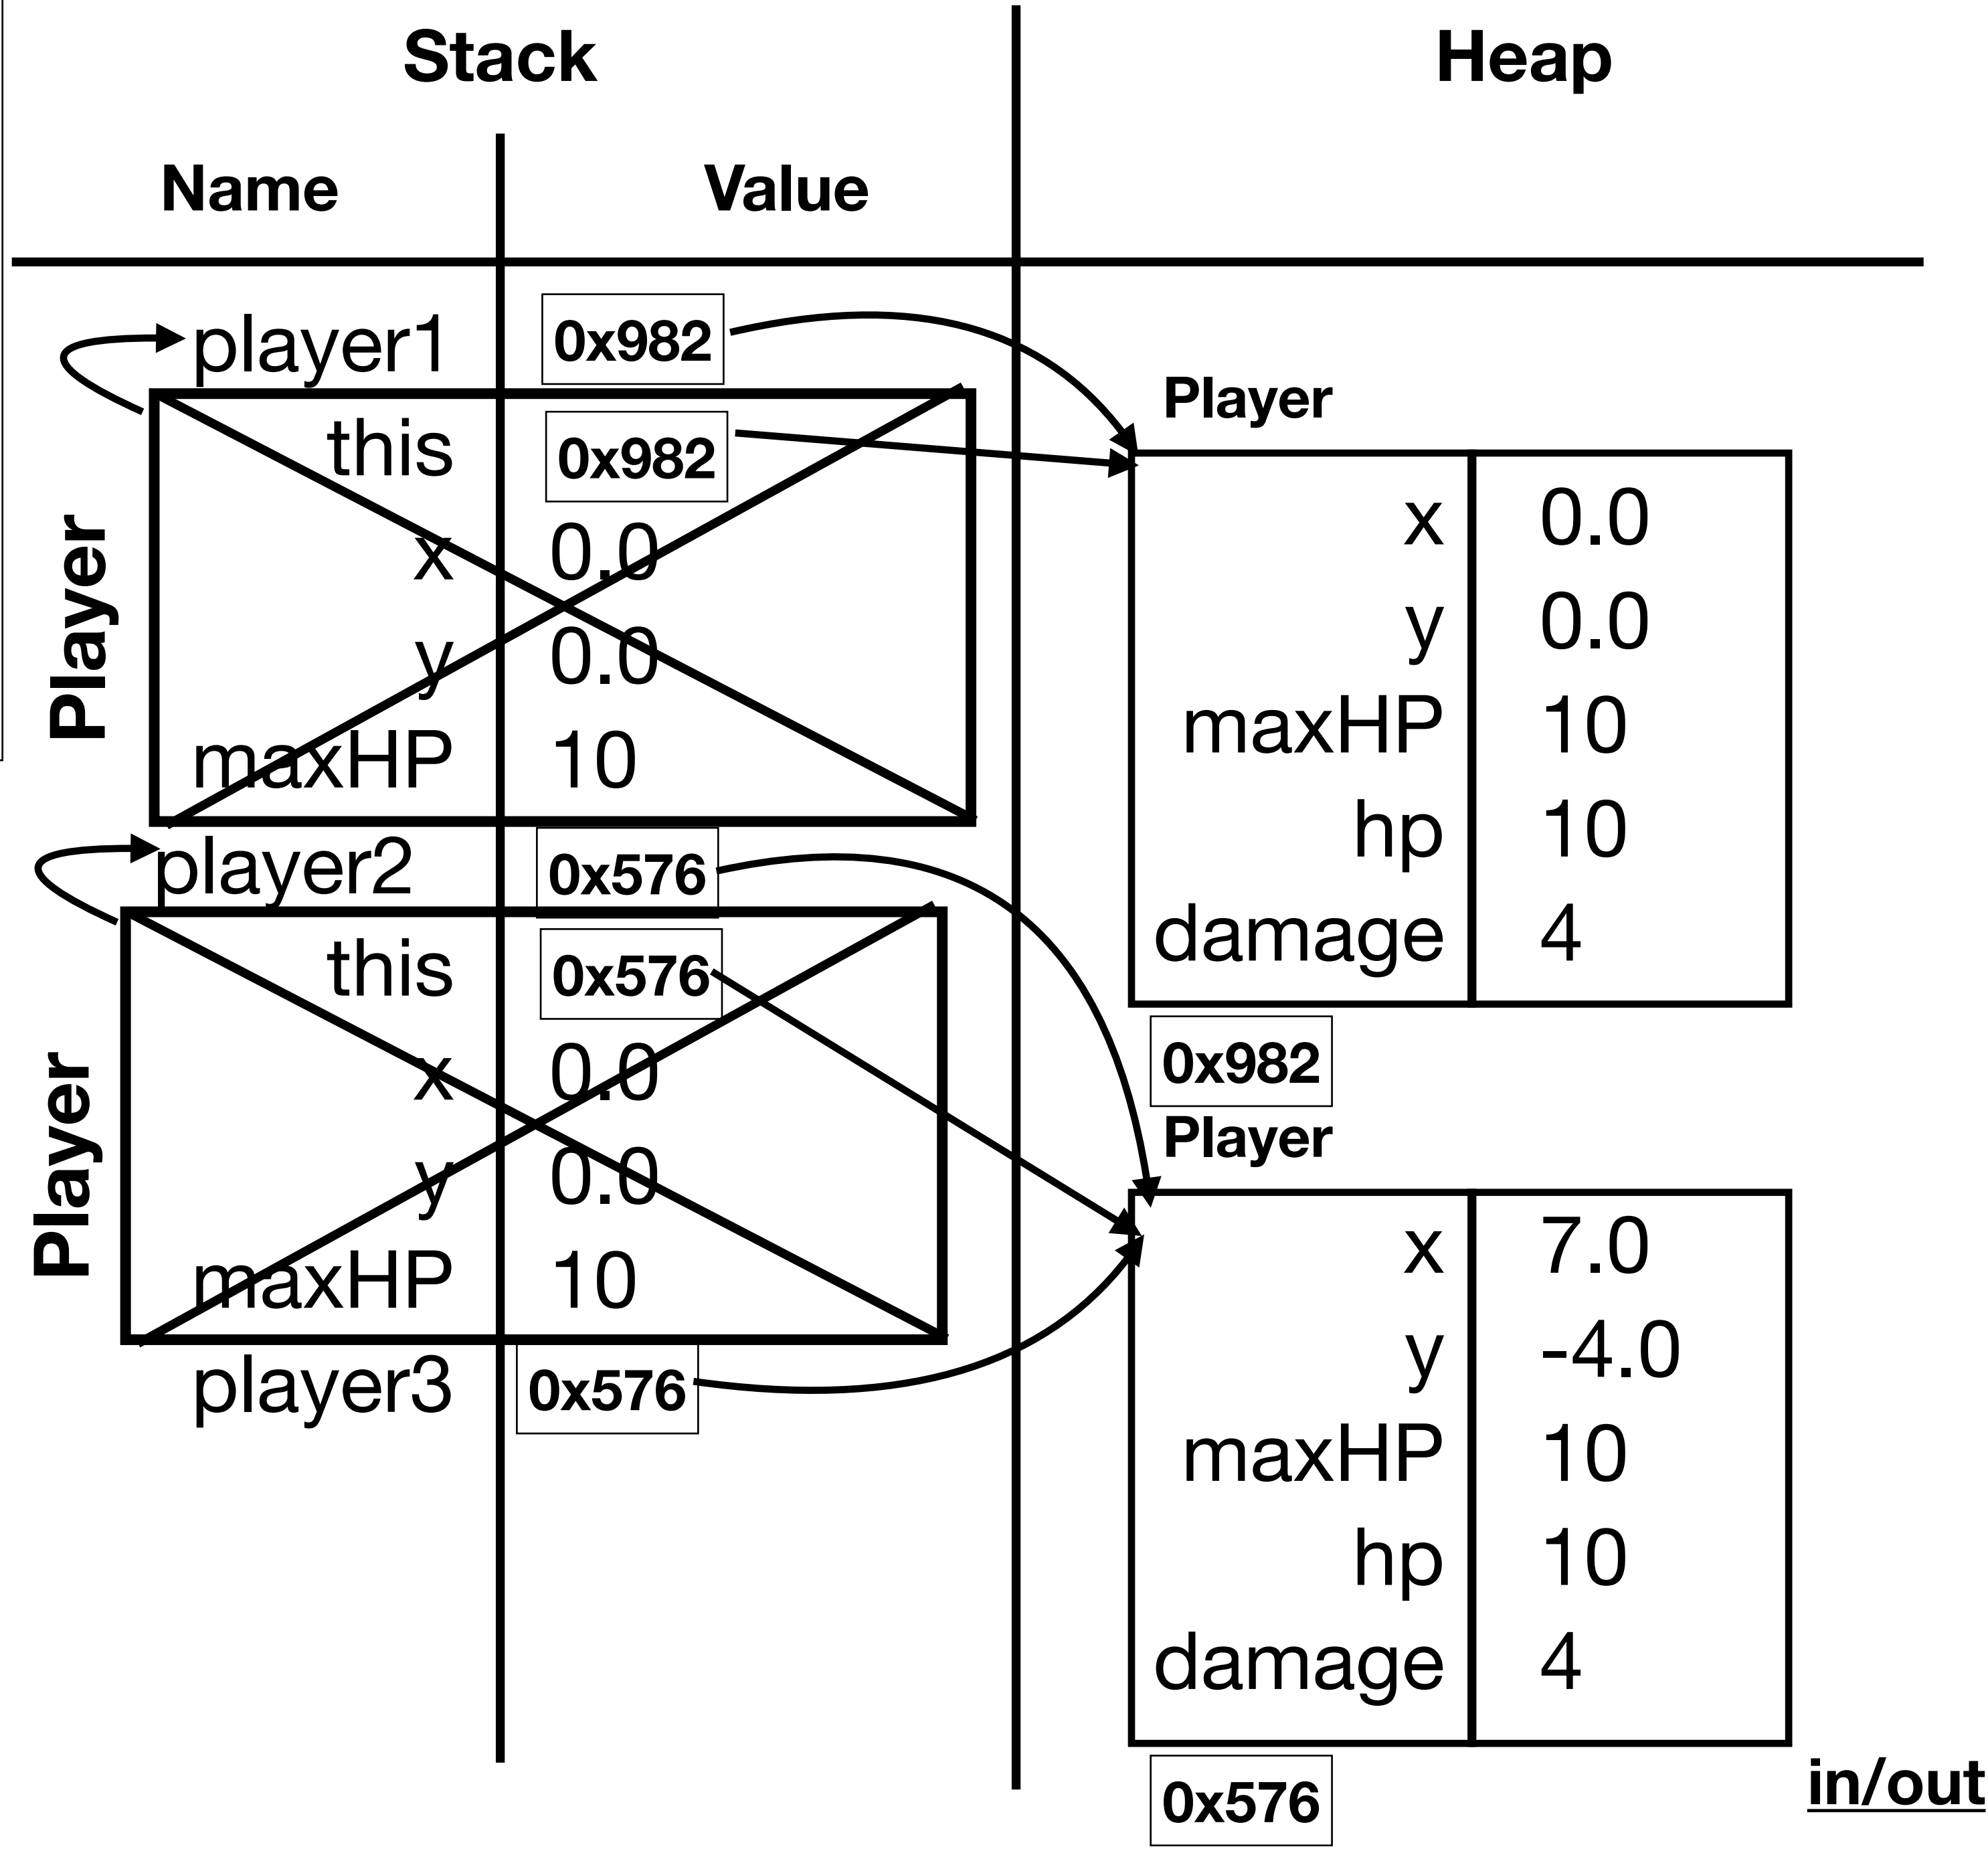 Stack
Heap
Name
Value
player1
0x982
Player
this
0x982
x
0.0
y
0.0
maxHP
10
player2
0x576
Player
this
0x576
x
0.0
y
0.0
maxHP
10
player3
0x576
Player
x
0.0
y
0.0
maxHP
10
hp
10
damage
4
0x982
Player
x
7.0
y
-4.0
maxHP
10
hp
10
damage
4
0x576
in/out